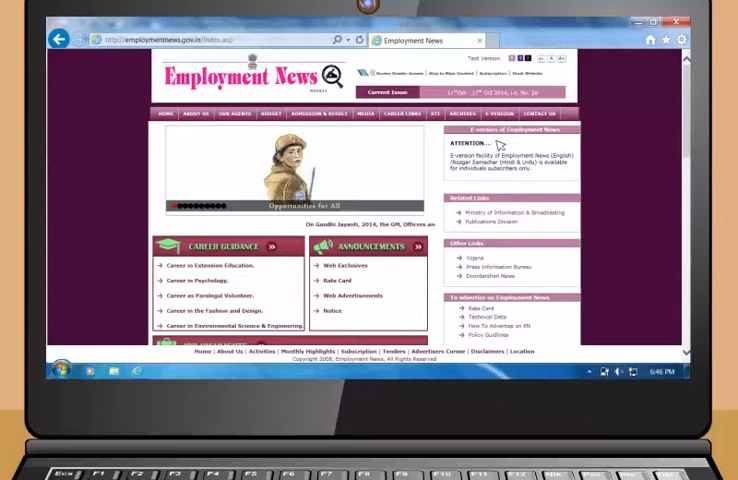 http://employmentnews.gov.in/index.asp
Employment News
Text Version
A- A A+
Employment News
WEEKLY
Screen Reader Access Skip to Main Content Subscription Hindi Website
Current Issue 11th Oct - 17th Oct 2014, i.e. No. 28
HOME ABOUT US OUR AGENTS BUDGET ADMISSION & RESULT MEDIA CAREER LINKS RTI ARCHIVES E-VERSION CONTACT US
Opportunities for All
On Gandhi Jayanti, 2014, the GM, Officers an
CAREER GUIDANCE
Career in Extension Education.
Career in Psychology.
Career as Paralegal Volunteer.
Career in the Fashion and Design.
Career in Environmental Science & Engineering.
ANNOUNCEMENTS
Web Exclusives
Rate Card
Web Advertisements
Notice
E-version of Employment News
ATTENTION....
E-version facility of Employment News (English)
/Rozgar Samachar (Hindi & Urdu) is available
for individuals subscribers only.
Related Links
Ministry of Information & Broadcasting
Publications Division
Other Links
Yojana
Press Information Bureau
Doordarshan News
To advertise on Employment News
Rate Card
Technical Data
How To Advertise on EN
Policy Guidlines
JOB HIGHLIGHTS
Home | About Us | Activities | Monthly Highlights | Subscription | Tenders | Advertisers Corner | Disclaimers | Location
Copyright 2008, Employment News, All Rights Reserved
6:46 PM
Esc F1 F2 F3 F4 F5 F6 F7 F8 F9 F10 F11 F12